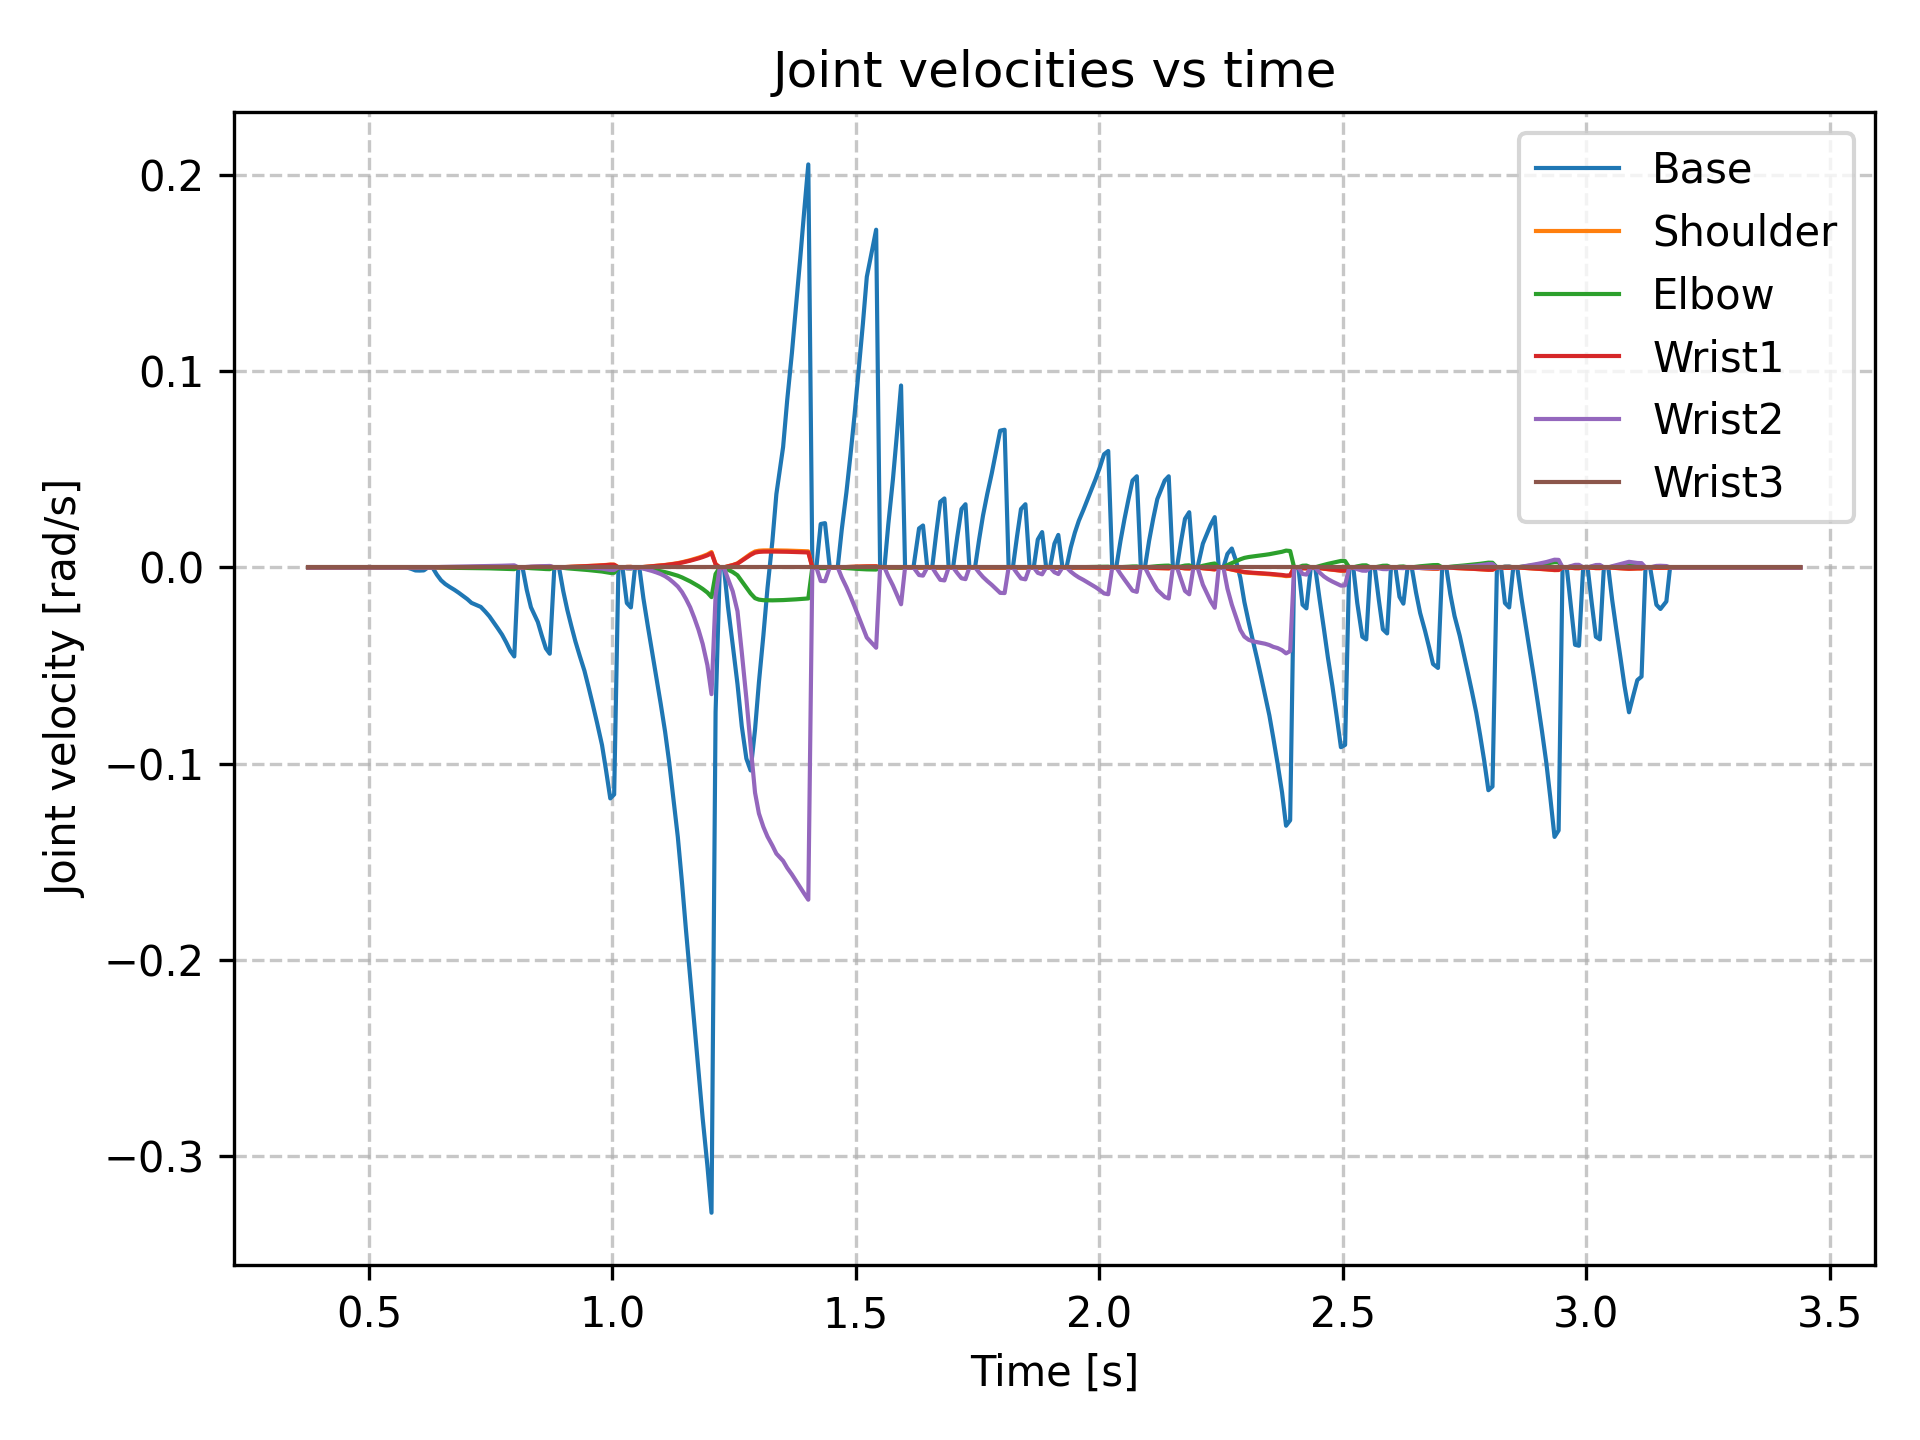 Joint velocities vs time
Joint velocity [rad/s]
0.2
0.1
0.0
−0.1
−0.2
−0.3
Base
Shoulder
Elbow
Wrist1
Wrist2
Wrist3
0.5 1.0 1.5 2.0 2.5 3.0 3.5
Time [s]